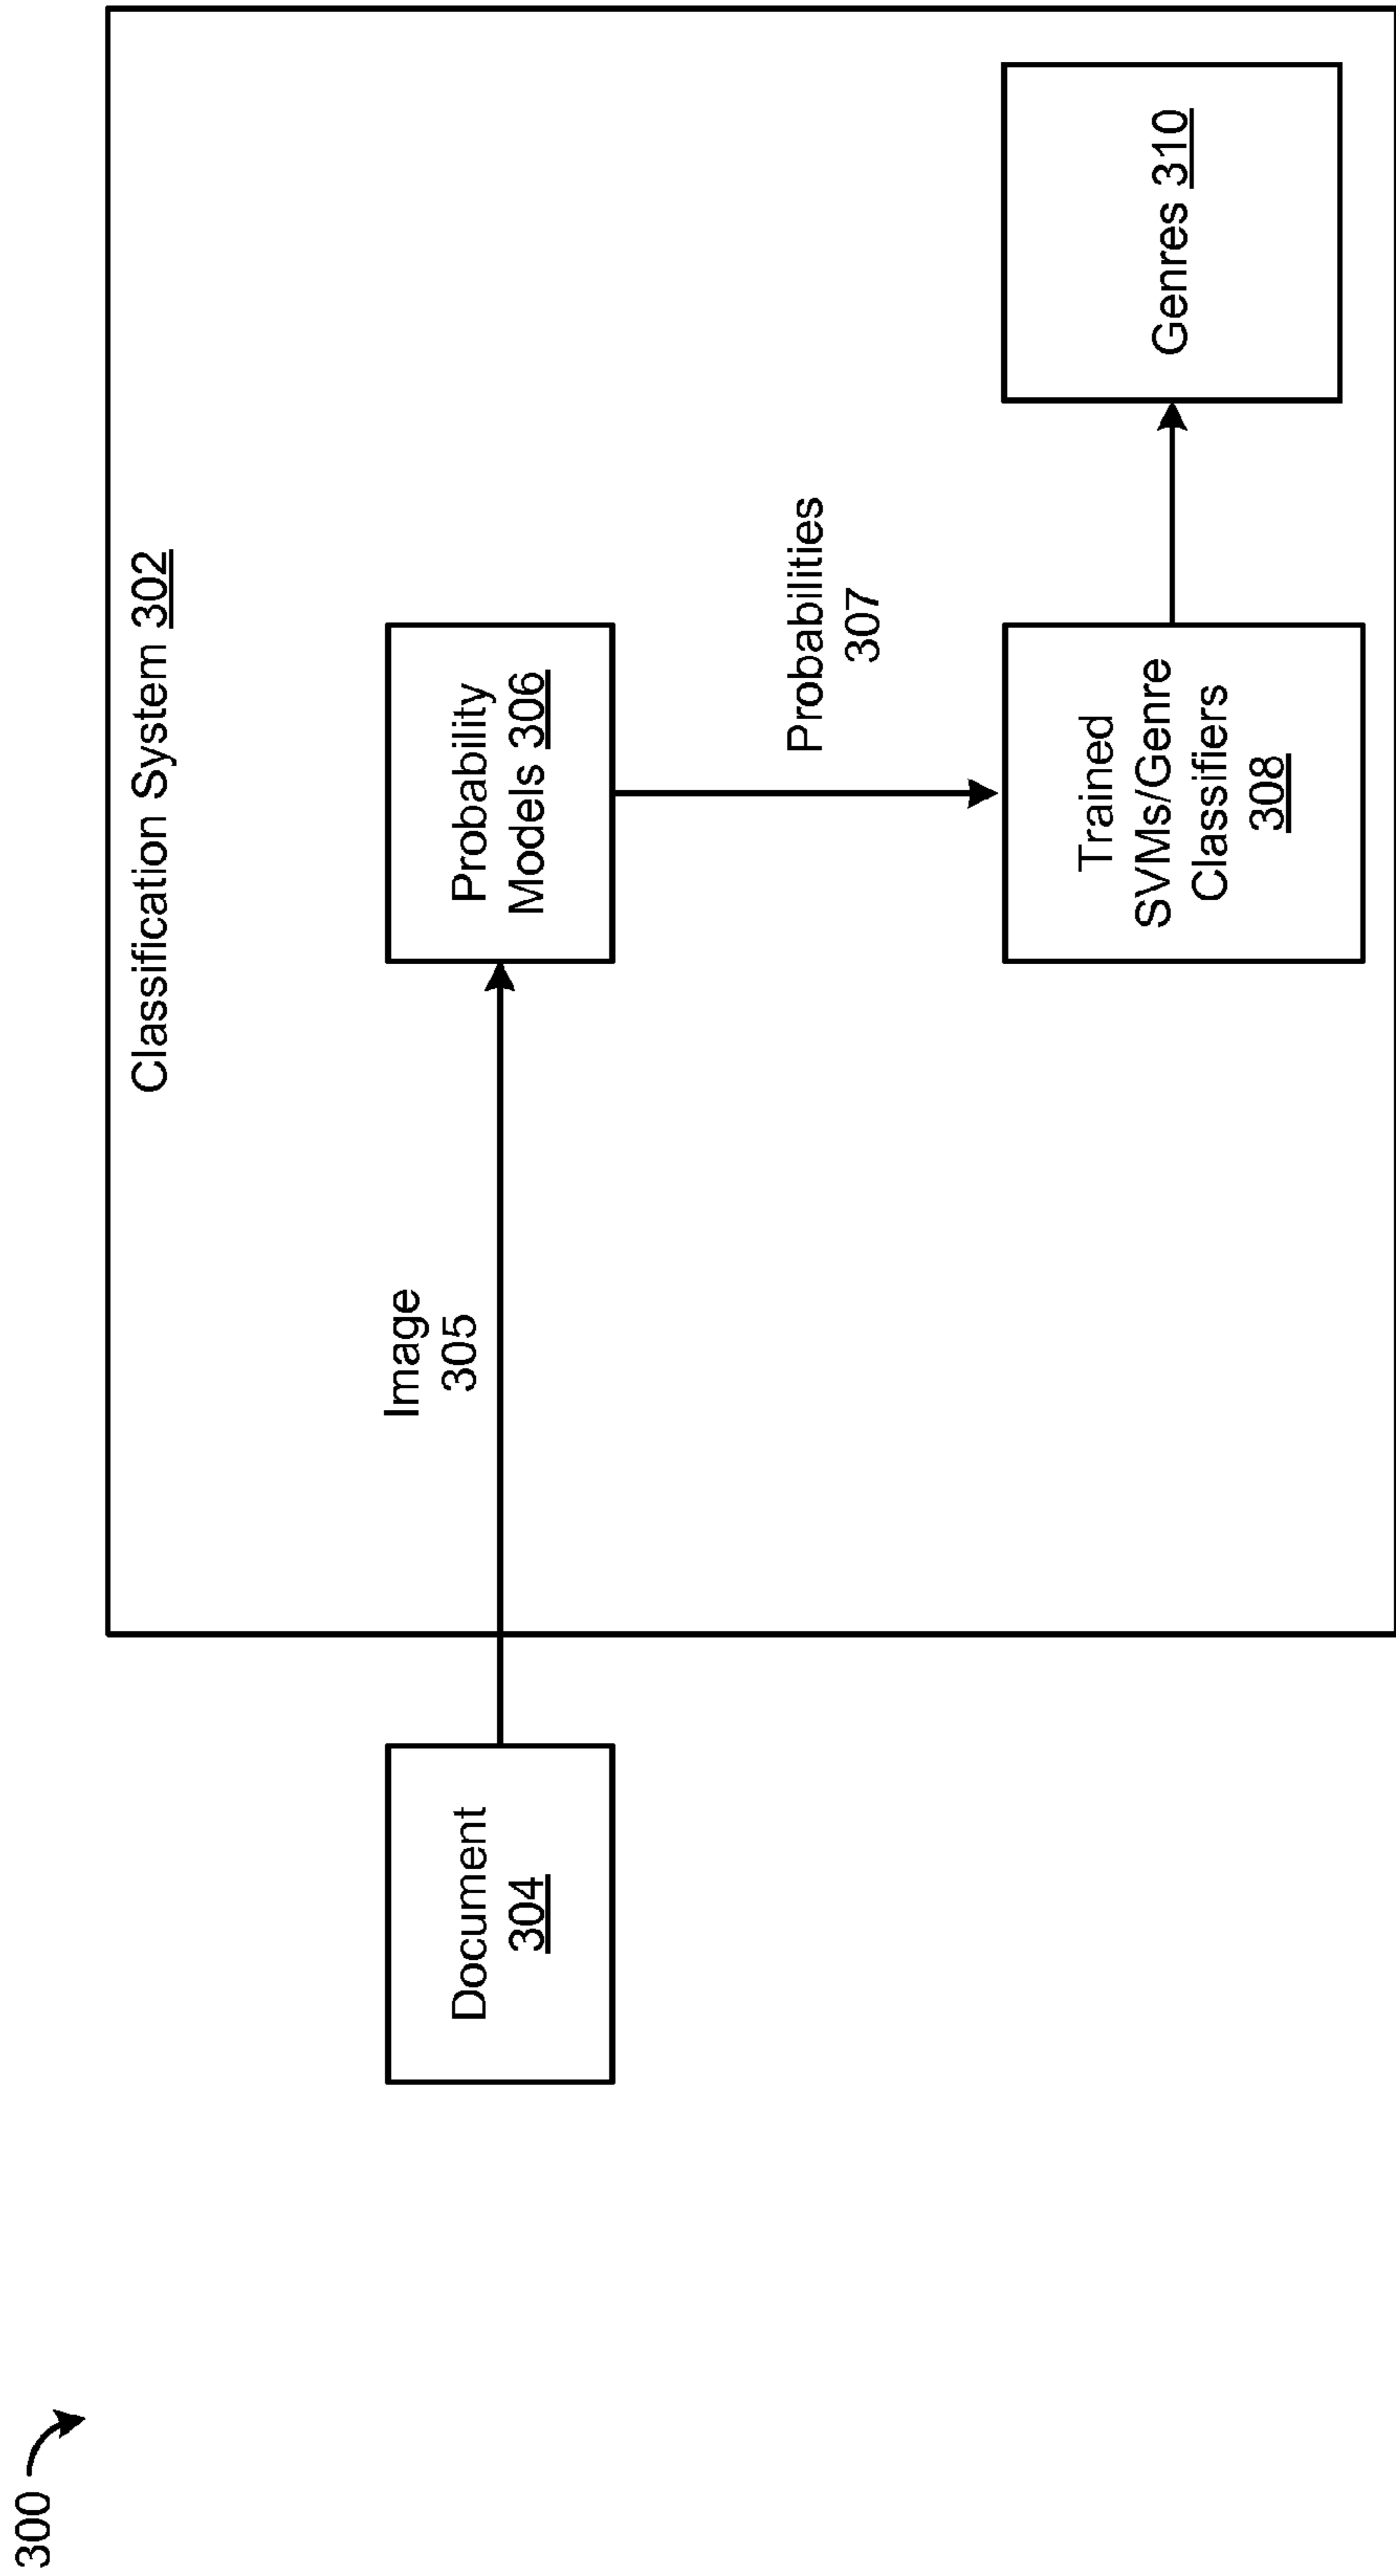 300
Classification System 302
Document
304
Image
305
Probability
Models 306
Probabilities
307
Trained
SVMs/Genre
Classifiers
308
Genres 310